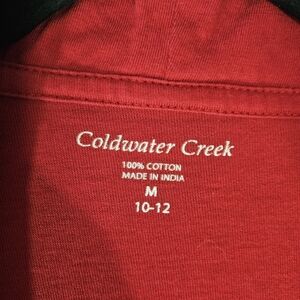 Coldwater Creek
100% COTTON
MADE IN INDIA
M
10-12